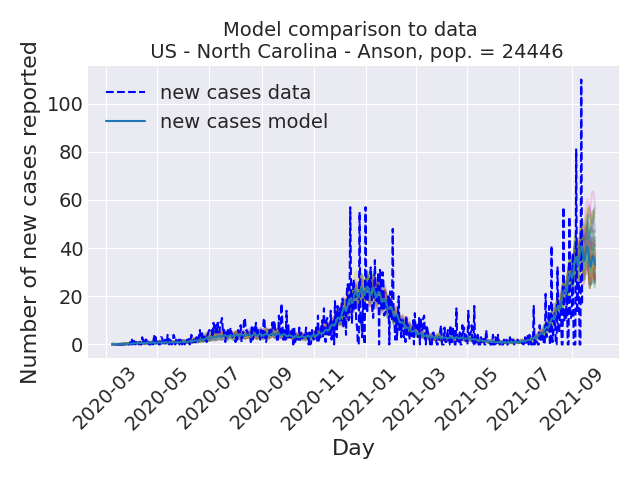 Model comparison to data
US - North Carolina - Anson, pop. = 24446
Number of new cases reported
new cases data
new cases model
100
80
60
40
20
0
2020-03
2020-05
2020-07
2020-09
2020-11
2021-01
2021-03
2021-05
2021-07
2021-09
Day